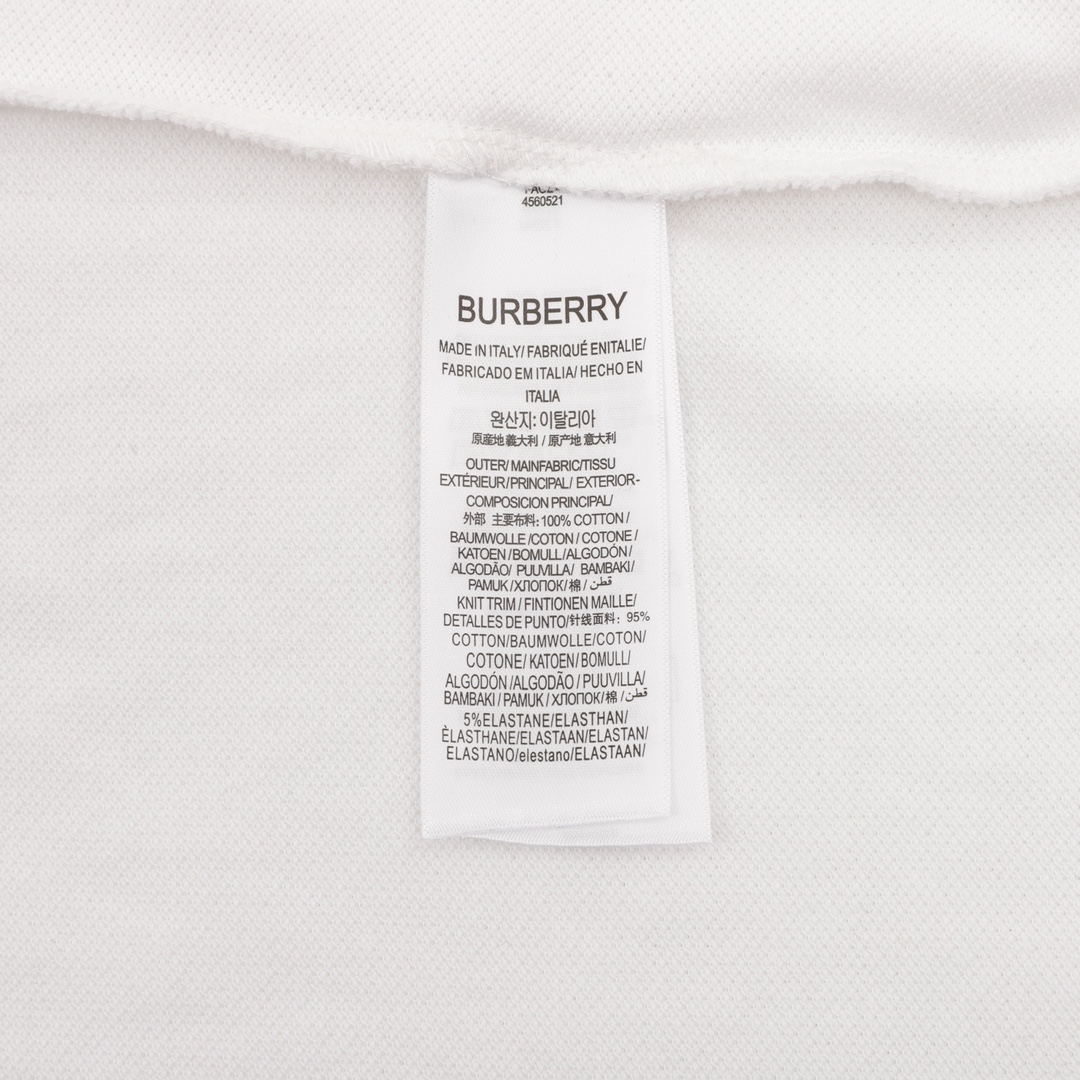 4560521
BURBERRY
MADE IN ITALY/ FABRIQUÉ ENITALIE/
FABRICADO EM ITALIA/ HECHO EN
ITALIA
완산지: 이탈리아
原産地 義大利 / 原产地 意大利
OUTER/ MAINFABRIC/TISSU
EXTÉRIEUR/PRINCIPAL/ EXTERIOR-
COMPOSICION PRINCIPAL/
外部 主要布料: 100% COTTON /
BAUMWOLLE /COTON / COTONE /
KATOEN /BOMULL/ALGODÓN/
ALGODÃO/ PUUVILLA/ BAMBAKI/
PAMUK /ХЛОПОК/ 棉 / قطن
KNIT TRIM / FINTIONEN MAILLE/
DETALLES DE PUNTO/针线面料: 95%
COTTON/BAUMWOLLE/COTON/
COTONE/ KATOEN/ BOMULL/
ALGODÓN /ALGODÃO / PUUVILLA/
BAMBAKI / PAMUK / ХЛОПОК/ 棉 / قطن
5%ELASTANE/ELASTHAN/
ÈLASTHANE/ELASTAAN/ELASTAN/
ELASTANO/elestano/ELASTAAN/